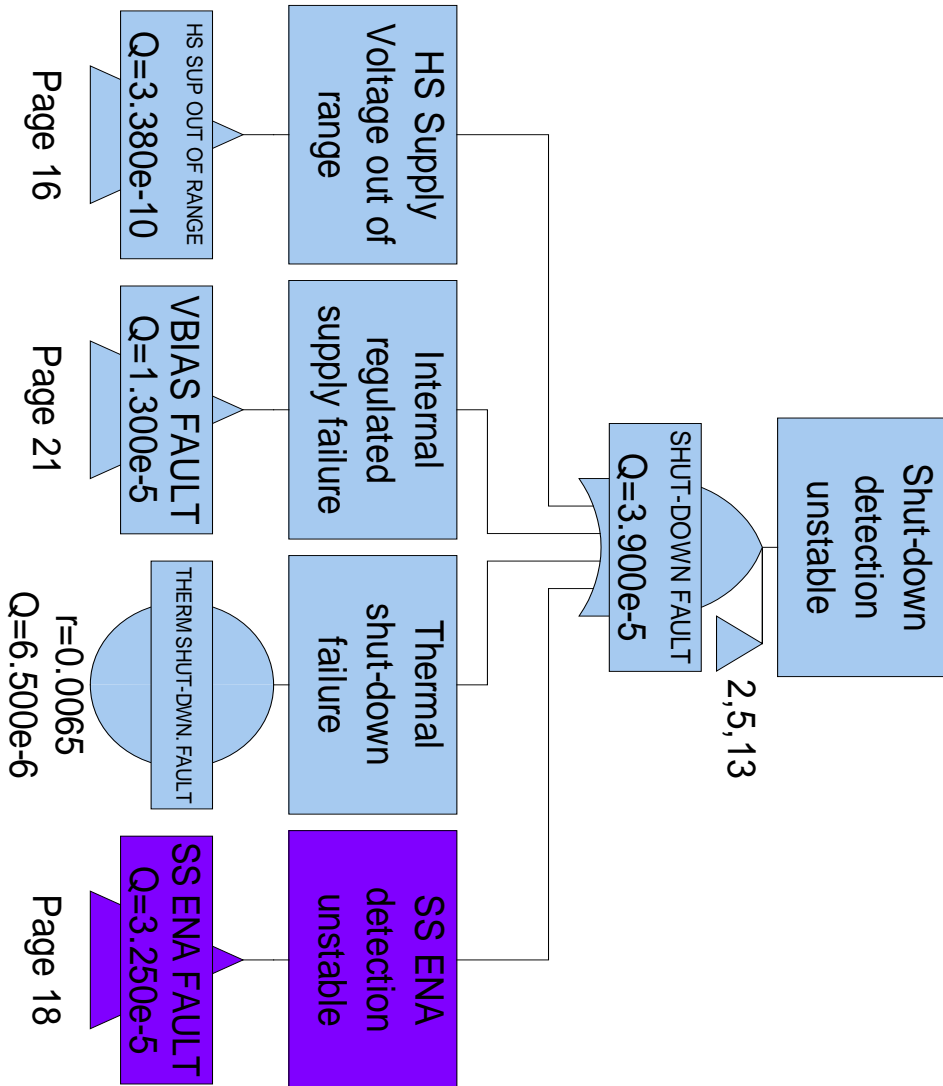 Shut-down
detection
unstable
2,5,13
SHUT-DOWN FAULT
Q=3.900e-5
HS Supply
Voltage out of
range
HS SUP OUT OF RANGE
Q=3.380e-10
Page 16
Internal
regulated
supply failure
VBIAS FAULT
Q=1.300e-5
Page 21
Thermal
shut-down
failure
THERM SHUT-DWN. FAULT
r=0.0065
Q=6.500e-6
SS ENA
detection
unstable
SS ENA FAULT
Q=3.250e-5
Page 18